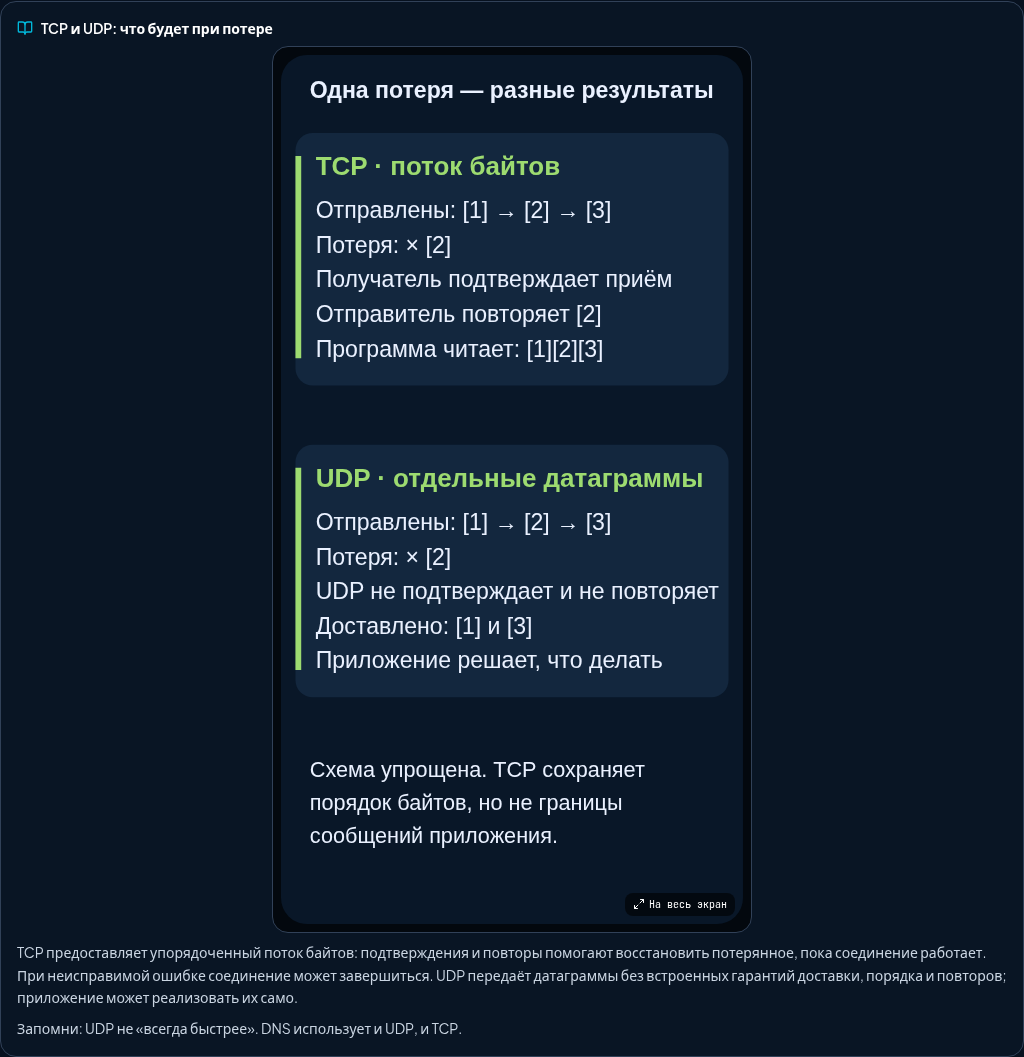 TCP и UDP: что будет при потере
Одна потеря — разные результаты
TCP · поток байтов
Отправлены: [1] → [2] → [3]
Потеря: × [2]
Получатель подтверждает приём
Отправитель повторяет [2]
Программа читает: [1][2][3]
UDP · отдельные датаграммы
Отправлены: [1] → [2] → [3]
Потеря: × [2]
UDP не подтверждает и не повторяет
Доставлено: [1] и [3]
Приложение решает, что делать
Схема упрощена. TCP сохраняет
порядок байтов, но не границы
сообщений приложения.
На весь экран
TCP предоставляет упорядоченный поток байтов: подтверждения и повторы помогают восстановить потерянное, пока соединение работает.
При неисправимой ошибке соединение может завершиться. UDP передаёт датаграммы без встроенных гарантий доставки, порядка и повторов;
приложение может реализовать их само.
Запомни: UDP не «всегда быстрее». DNS использует и UDP, и TCP.